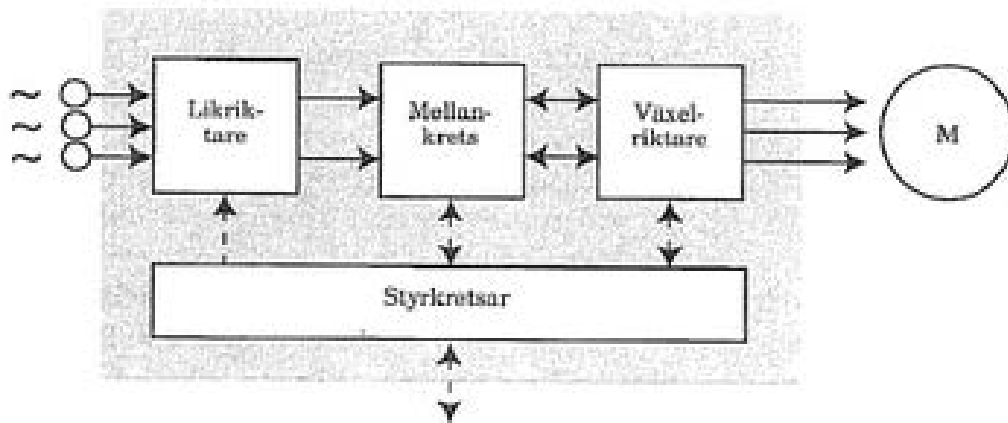 ~
~
~
Likrik-
tare
Mellan-
krets
Växel-
riktare
M
Styrkretsar